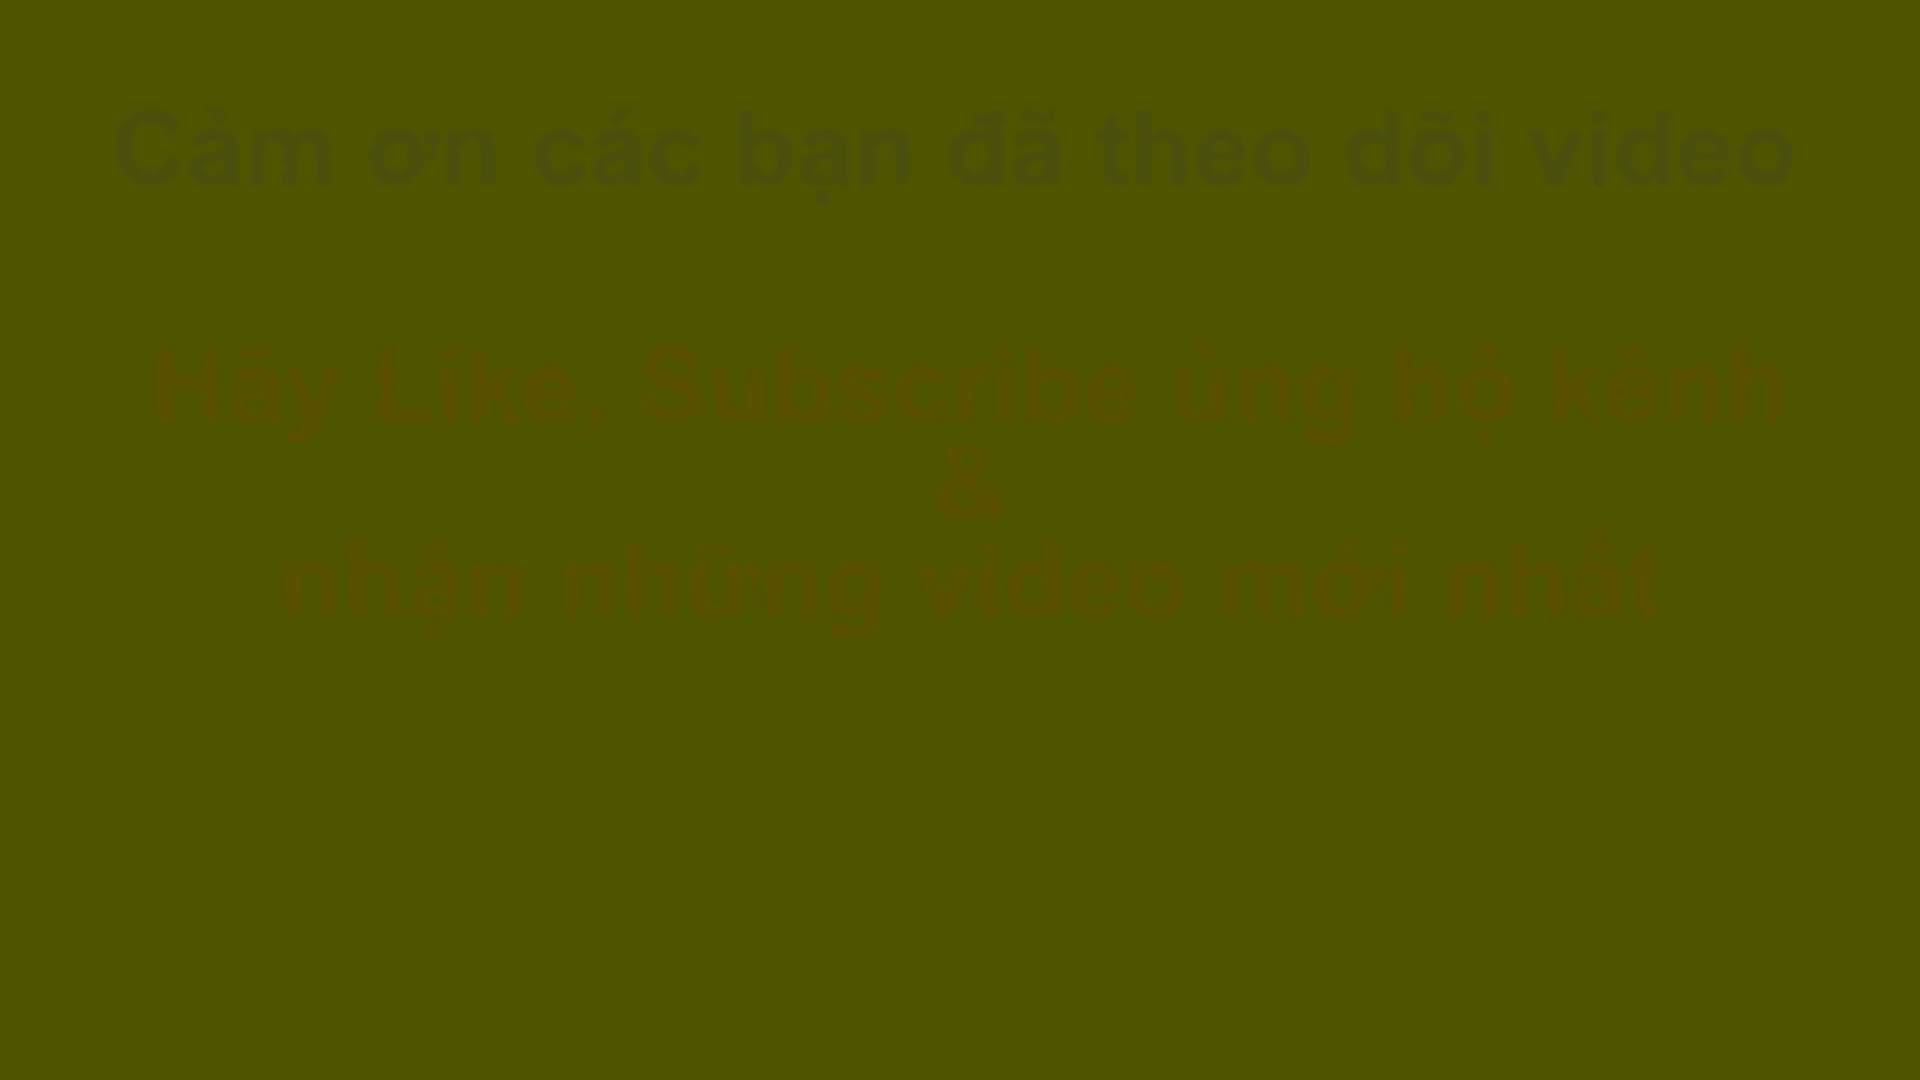 Cảm ơn các bạn đã theo dõi video
Hãy Like, Subscribe ủng hộ kênh
&
nhận những video mới nhất